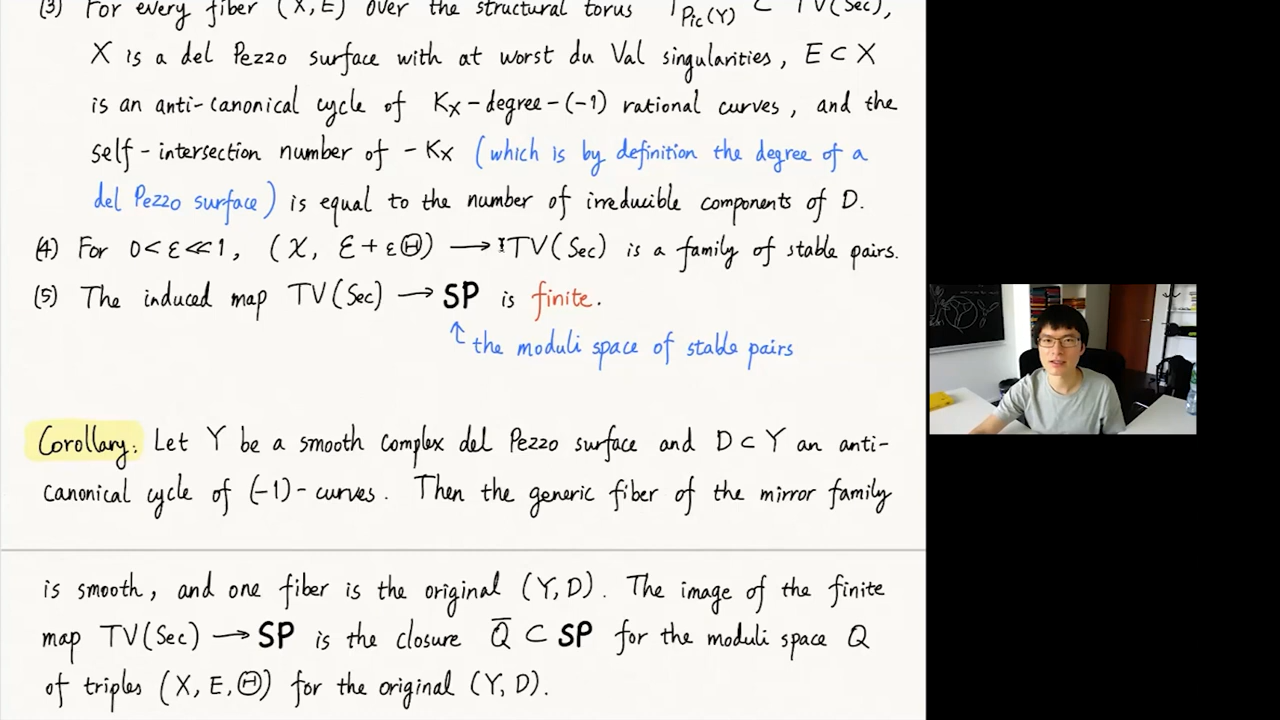 (3) For every fiber (X, E) over the structural torus T_Pic(Y) ⊂ TV(Sec),
X is a del Pezzo surface with at worst du Val singularities, E ⊂ X
is an anti-canonical cycle of K_X-degree-(-1) rational curves, and the
self-intersection number of -K_X (which is by definition the degree of a
del Pezzo surface) is equal to the number of irreducible components of D.
(4) For 0<ε≪1, (𝒳, ℰ+εΘ) ⟶ TV(Sec) is a family of stable pairs.
(5) The induced map TV(Sec) ⟶ SP is finite.
↑ the moduli space of stable pairs
Corollary: Let Y be a smooth complex del Pezzo surface and D ⊂ Y an anti-
canonical cycle of (-1)-curves. Then the generic fiber of the mirror family
is smooth, and one fiber is the original (Y, D). The image of the finite
map TV(Sec) ⟶ SP is the closure Q̄ ⊂ SP for the moduli space Q
of triples (X, E, Θ) for the original (Y, D).